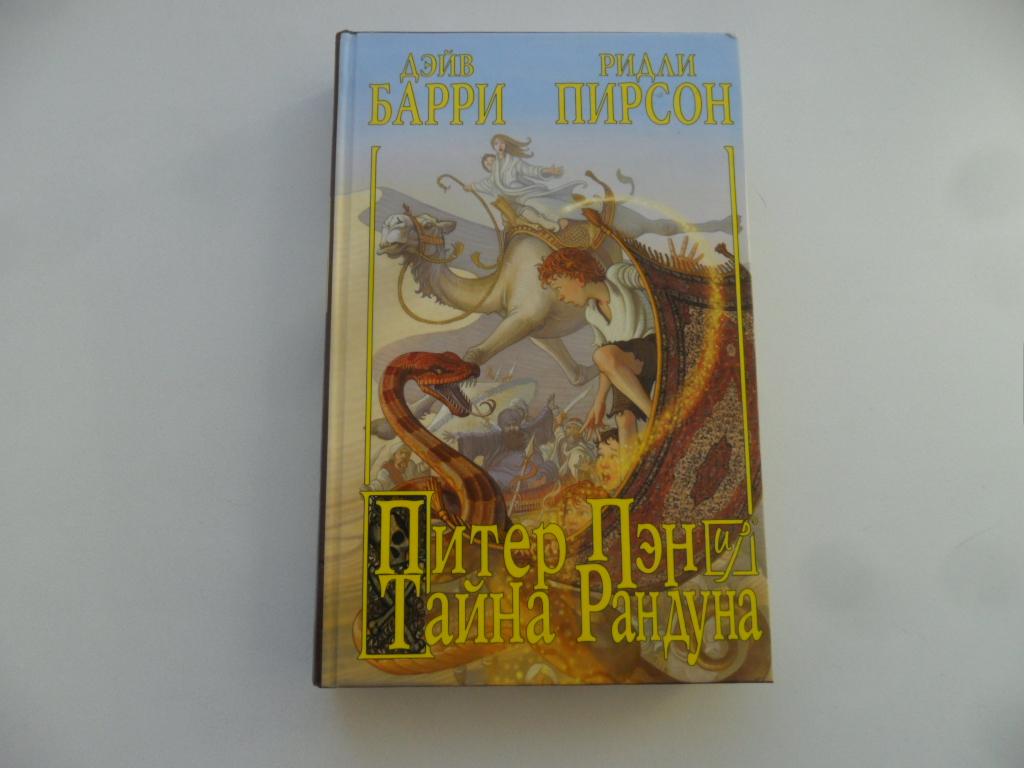 ДЭЙВ РИДЛИ
БАРРИ ПИРСОН
Питер Пэн и
Тайна Рандуна